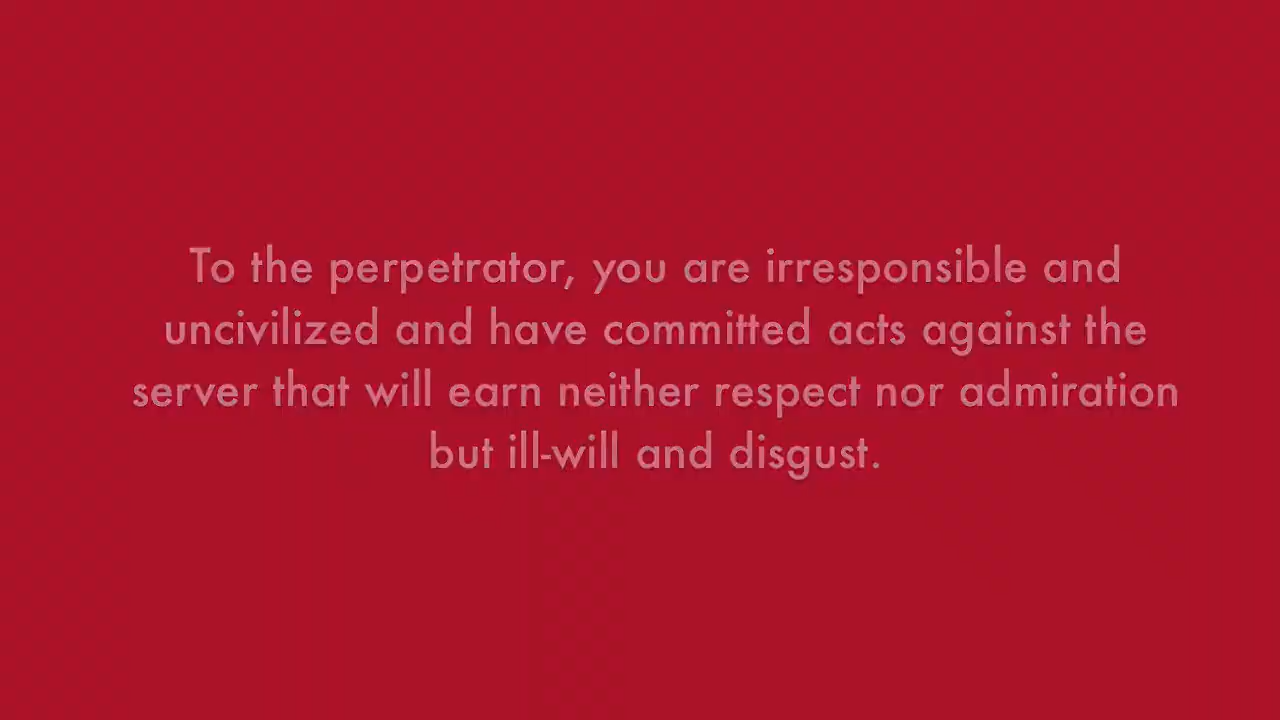 To the perpetrator, you are irresponsible and
uncivilized and have committed acts against the
server that will earn neither respect nor admiration
but ill-will and disgust.